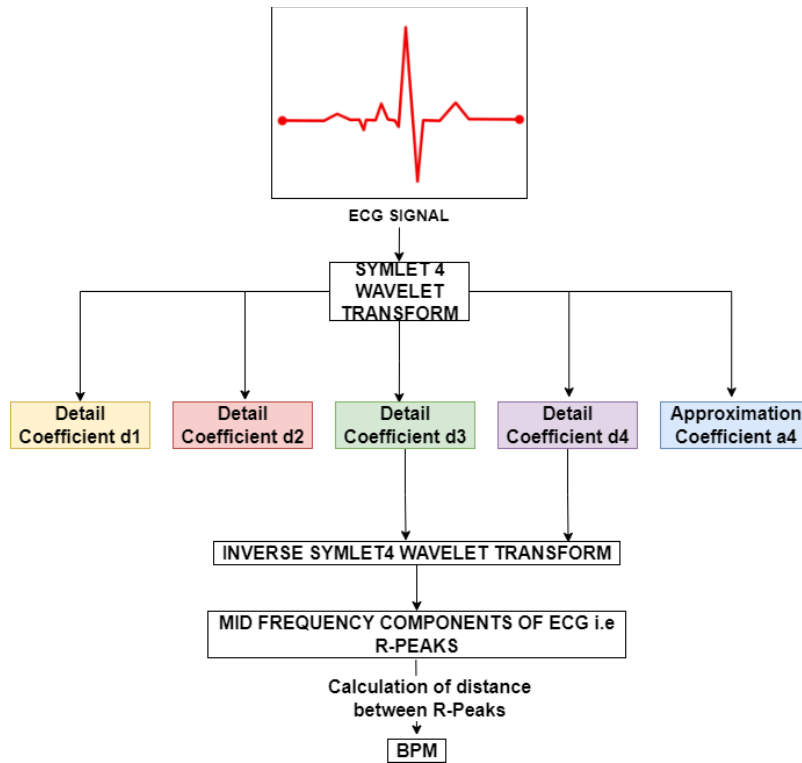 ECG SIGNAL
SYMLET 4
WAVELET
TRANSFORM
Detail
Coefficient d1
Detail
Coefficient d2
Detail
Coefficient d3
Detail
Coefficient d4
Approximation
Coefficient a4
INVERSE SYMLET4 WAVELET TRANSFORM
MID FREQUENCY COMPONENTS OF ECG i.e
R-PEAKS
Calculation of distance
between R-Peaks
BPM